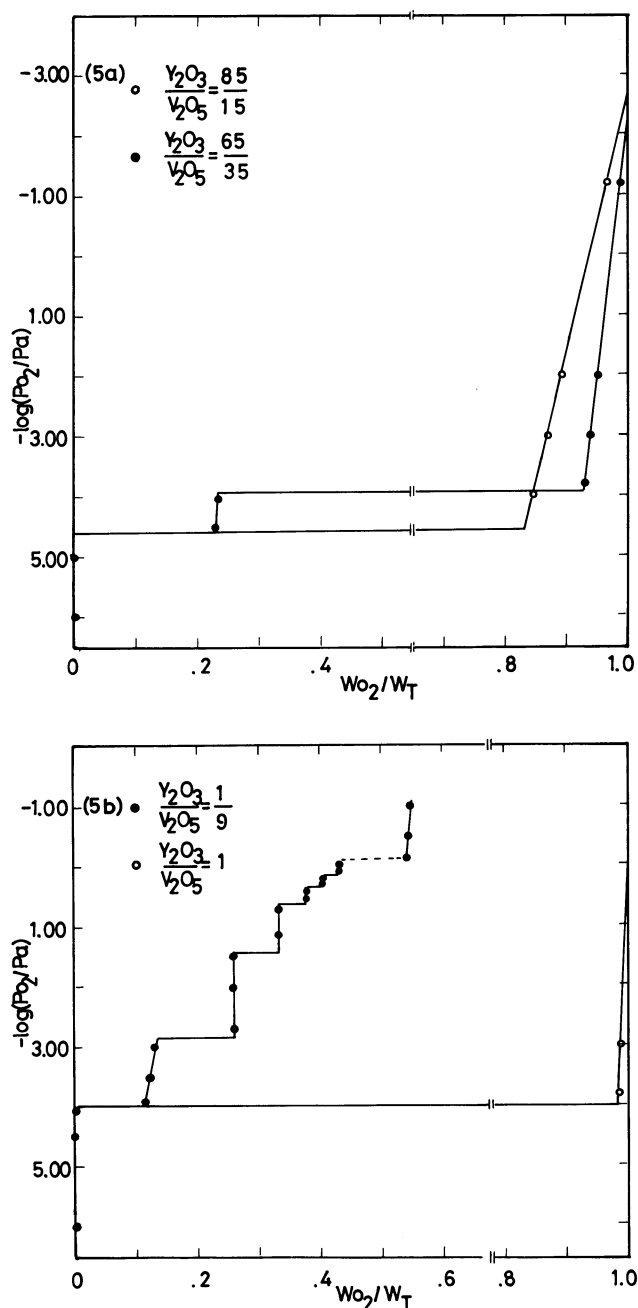 -3.00
(5a)
Y2O3/V2O5 = 85/15
Y2O3/V2O5 = 65/35
-1.00
1.00
-3.00
5.00
-log(Po2/Pa)
0 .2 .4 .8 1.0
Wo2/WT
-1.00
(5b)
Y2O3/V2O5 = 1/9
Y2O3/V2O5 = 1
1.00
3.00
5.00
-log(Po2/Pa)
0 .2 .4 .6 .8 1.0
Wo2/WT